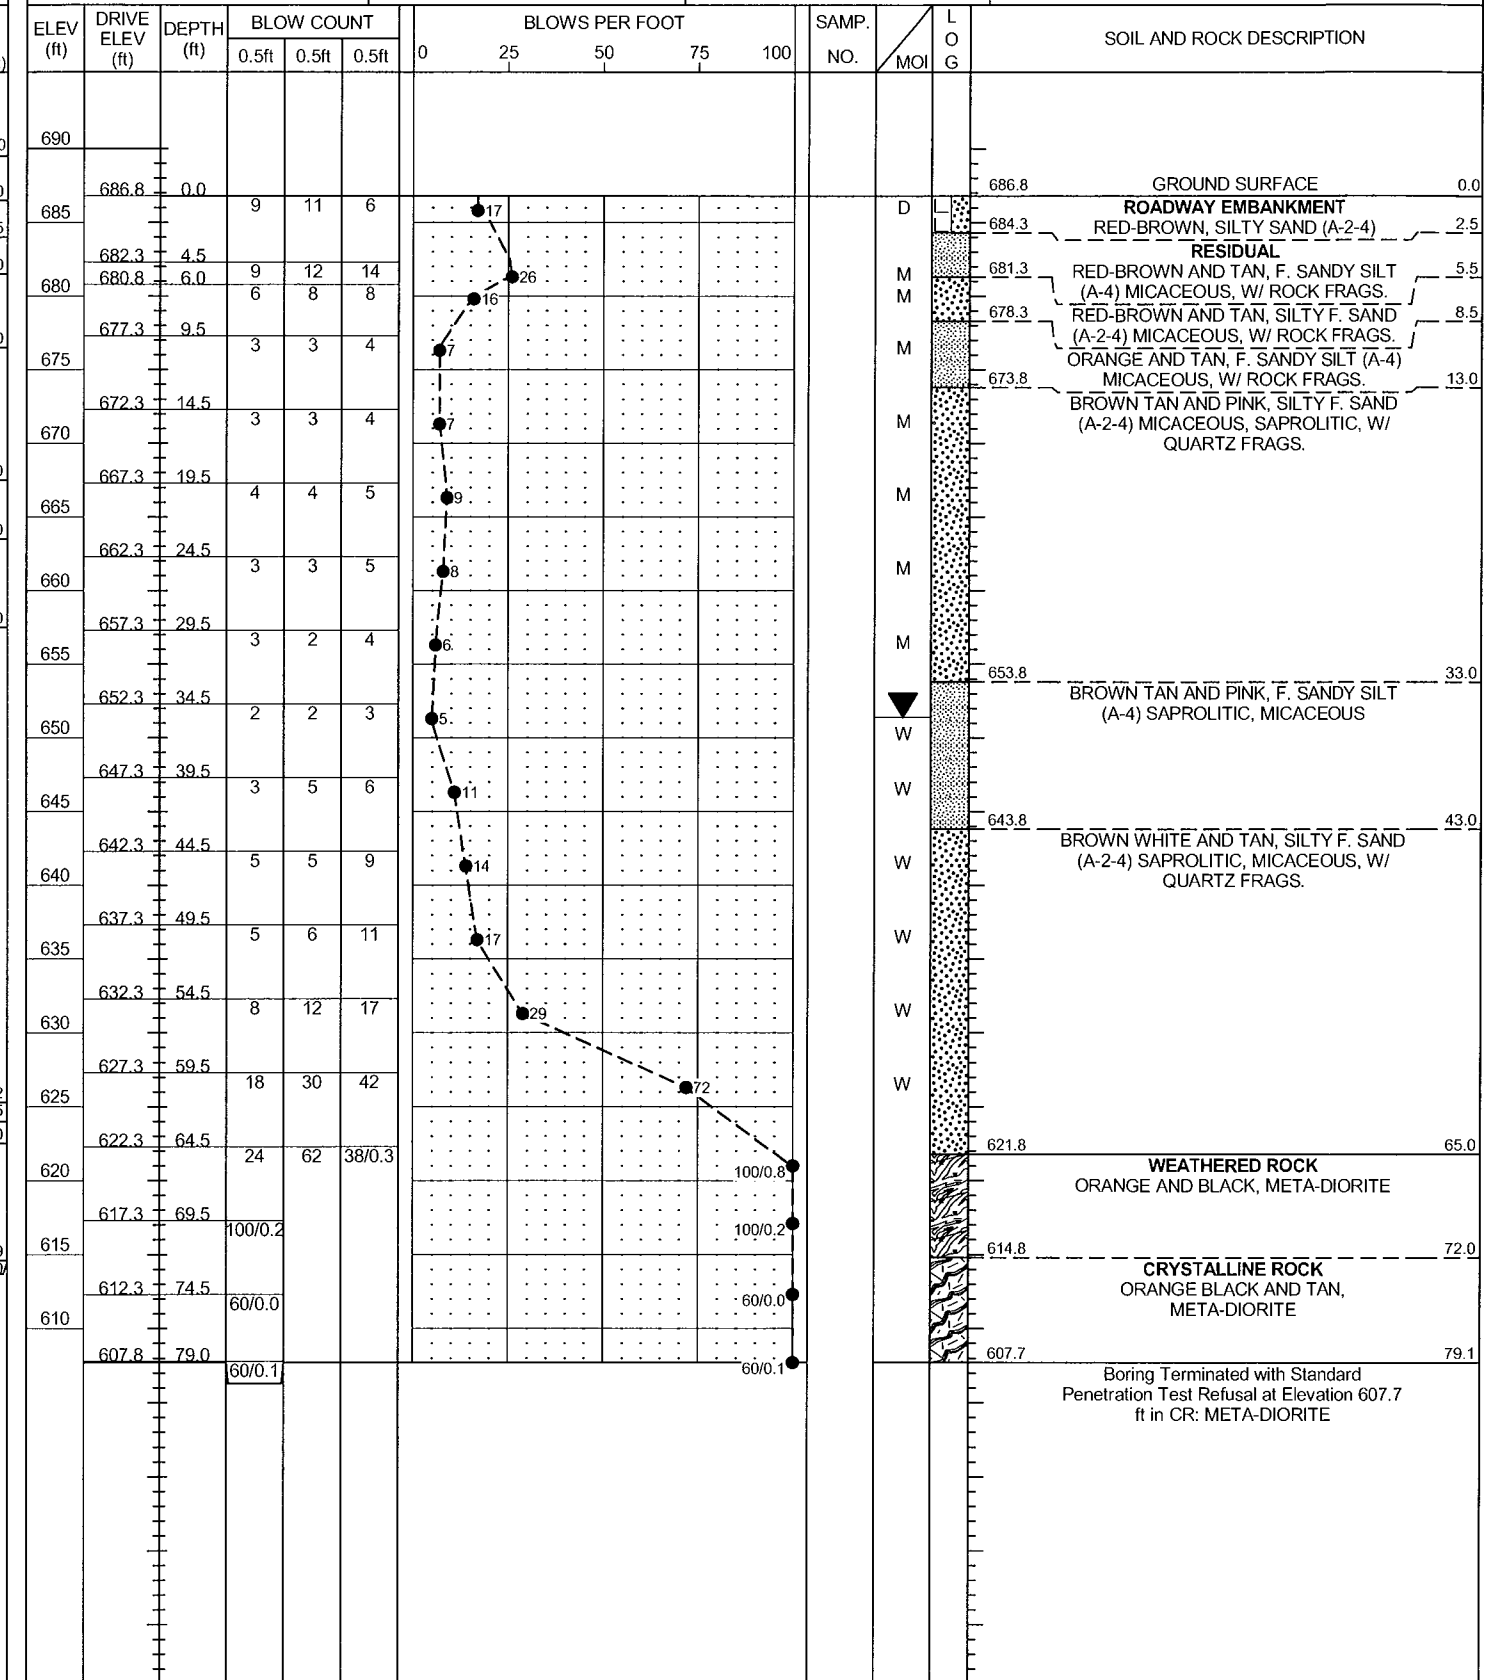 ELEV (ft) DRIVE ELEV (ft) DEPTH (ft) BLOW COUNT BLOWS PER FOOT SAMP. NO. MOI LOG SOIL AND ROCK DESCRIPTION
0.5ft 0.5ft 0.5ft 0 25 50 75 100
690
686.8 0.0 686.8 GROUND SURFACE 0.0
685 9 11 6 17 D ROADWAY EMBANKMENT
684.3 RED-BROWN, SILTY SAND (A-2-4) 2.5
682.3 4.5 RESIDUAL
9 12 14 26 M 681.3 RED-BROWN AND TAN, F. SANDY SILT 5.5
680.8 6.0
680 6 8 8 16 M (A-4) MICACEOUS, W/ ROCK FRAGS.
678.3 RED-BROWN AND TAN, SILTY F. SAND 8.5
677.3 9.5 (A-2-4) MICACEOUS, W/ ROCK FRAGS.
3 3 4 7 M
675 ORANGE AND TAN, F. SANDY SILT (A-4)
673.8 MICACEOUS, W/ ROCK FRAGS. 13.0
672.3 14.5 BROWN TAN AND PINK, SILTY F. SAND
3 3 4 7 M (A-2-4) MICACEOUS, SAPROLITIC, W/
670 QUARTZ FRAGS.
667.3 19.5
4 4 5 9 M
665
662.3 24.5
3 3 5 8 M
660
657.3 29.5
3 2 4 6 M
655
653.8 33.0
652.3 34.5 BROWN TAN AND PINK, F. SANDY SILT
2 2 3 5 (A-4) SAPROLITIC, MICACEOUS
650 W
647.3 39.5
3 5 6 11 W
645
643.8 43.0
642.3 44.5 BROWN WHITE AND TAN, SILTY F. SAND
5 5 9 14 W (A-2-4) SAPROLITIC, MICACEOUS, W/
640 QUARTZ FRAGS.
637.3 49.5
5 6 11 17 W
635
632.3 54.5
8 12 17 29 W
630
627.3 59.5
18 30 42 72 W
625
622.3 64.5 621.8 65.0
24 62 38/0.3 100/0.8 WEATHERED ROCK
620 ORANGE AND BLACK, META-DIORITE
617.3 69.5
100/0.2 100/0.2
615 614.8 72.0
CRYSTALLINE ROCK
612.3 74.5 ORANGE BLACK AND TAN,
60/0.0 60/0.0 META-DIORITE
610
607.8 79.0 607.7 79.1
60/0.1 60/0.1
Boring Terminated with Standard
Penetration Test Refusal at Elevation 607.7
ft in CR: META-DIORITE